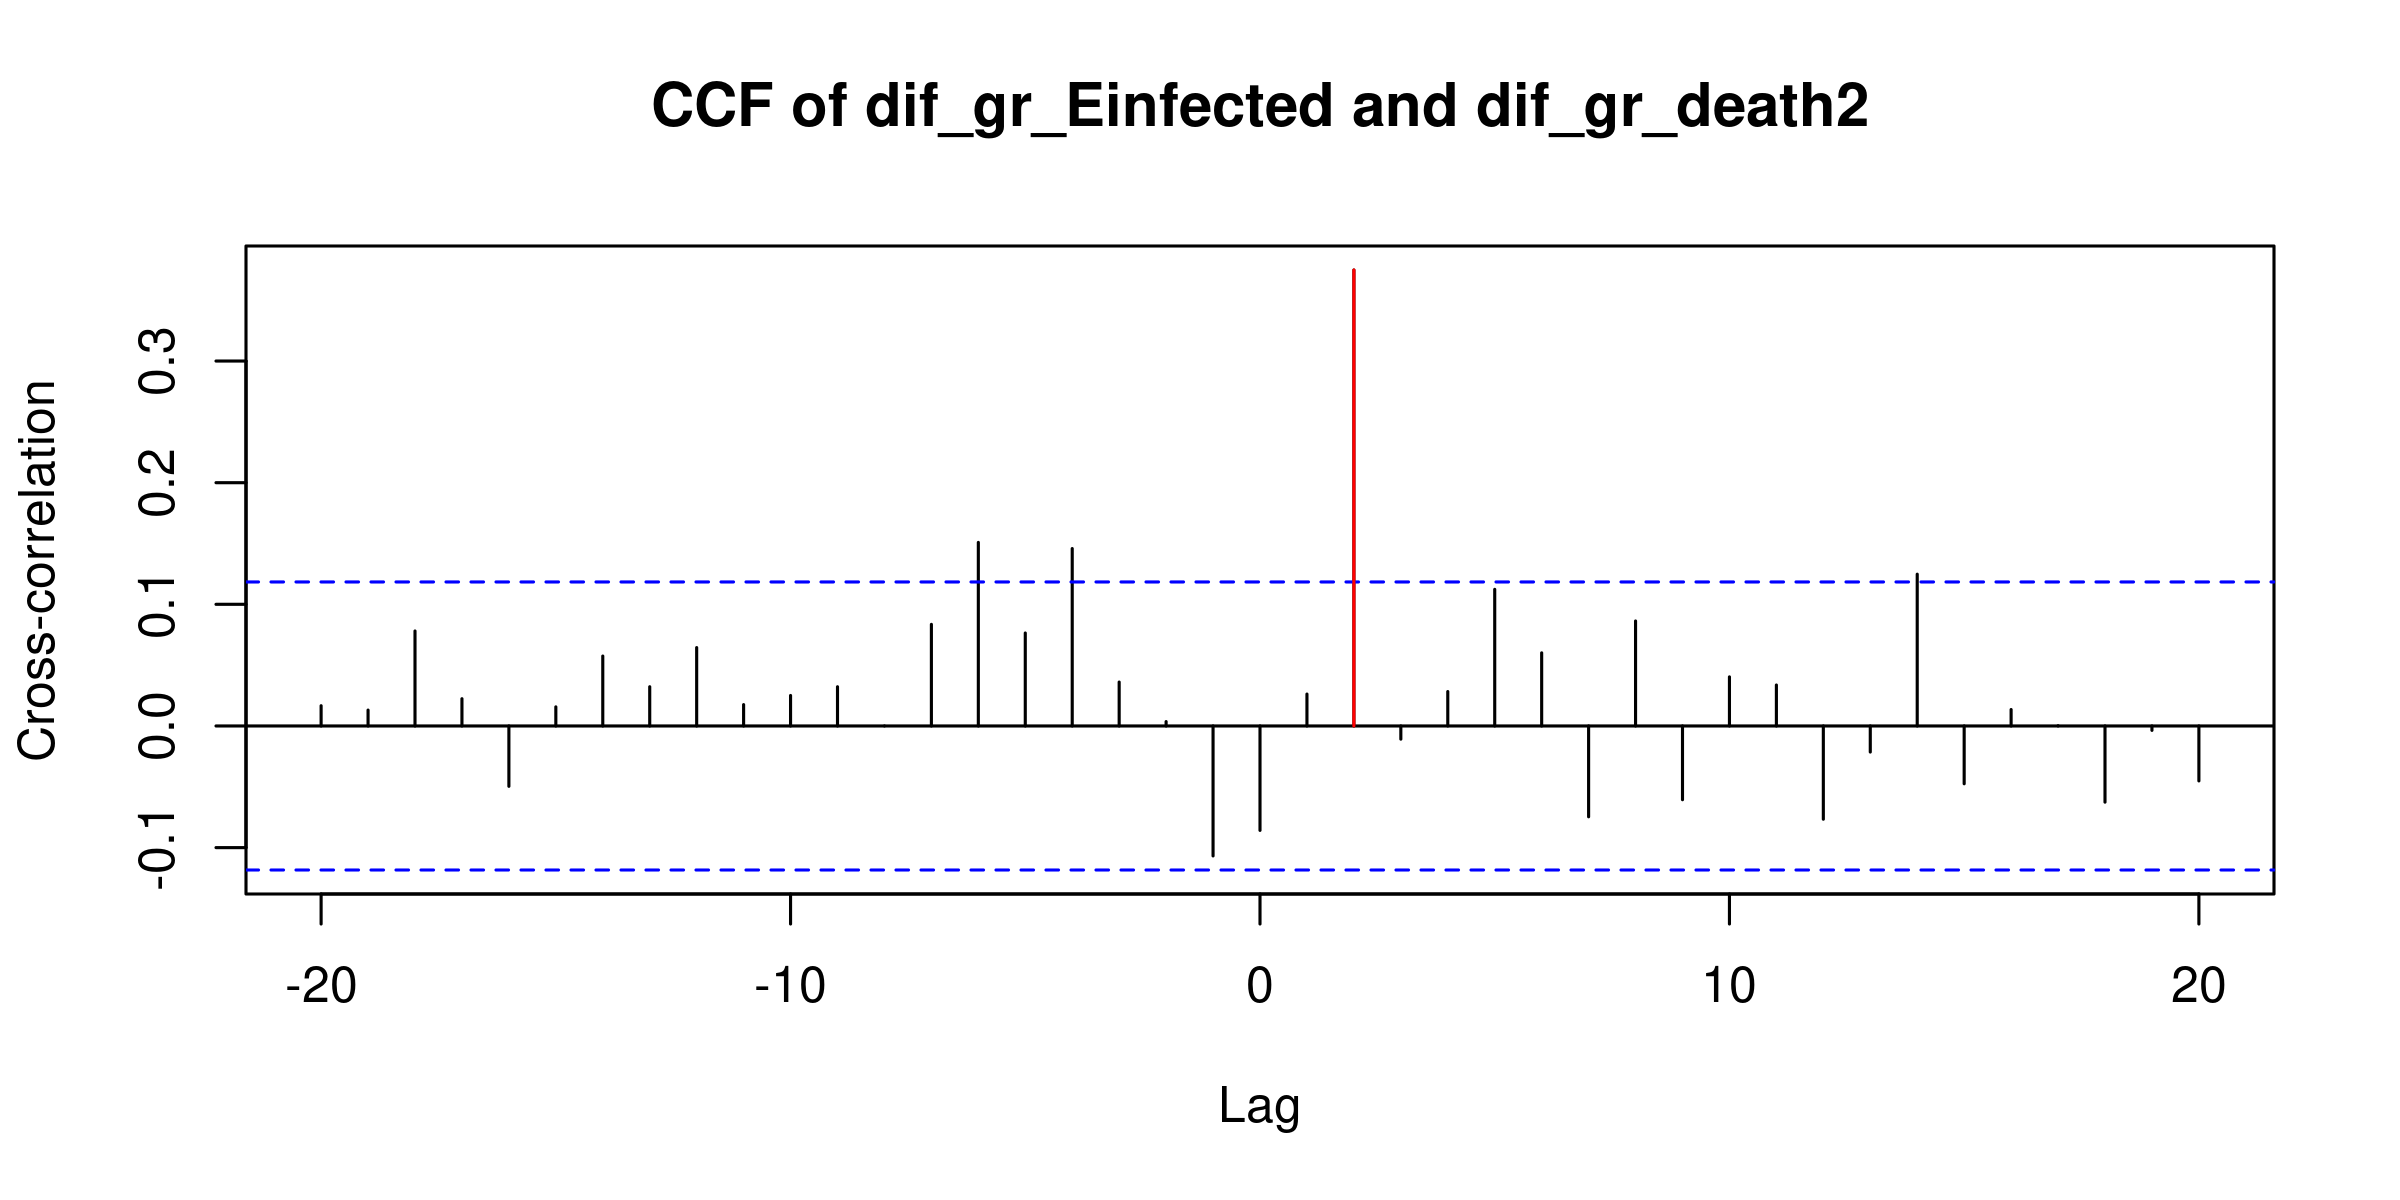 CCF of dif_gr_Einfected and dif_gr_death2
Cross-correlation
0.3
0.2
0.1
0.0
-0.1
-20 -10 0 10 20
Lag